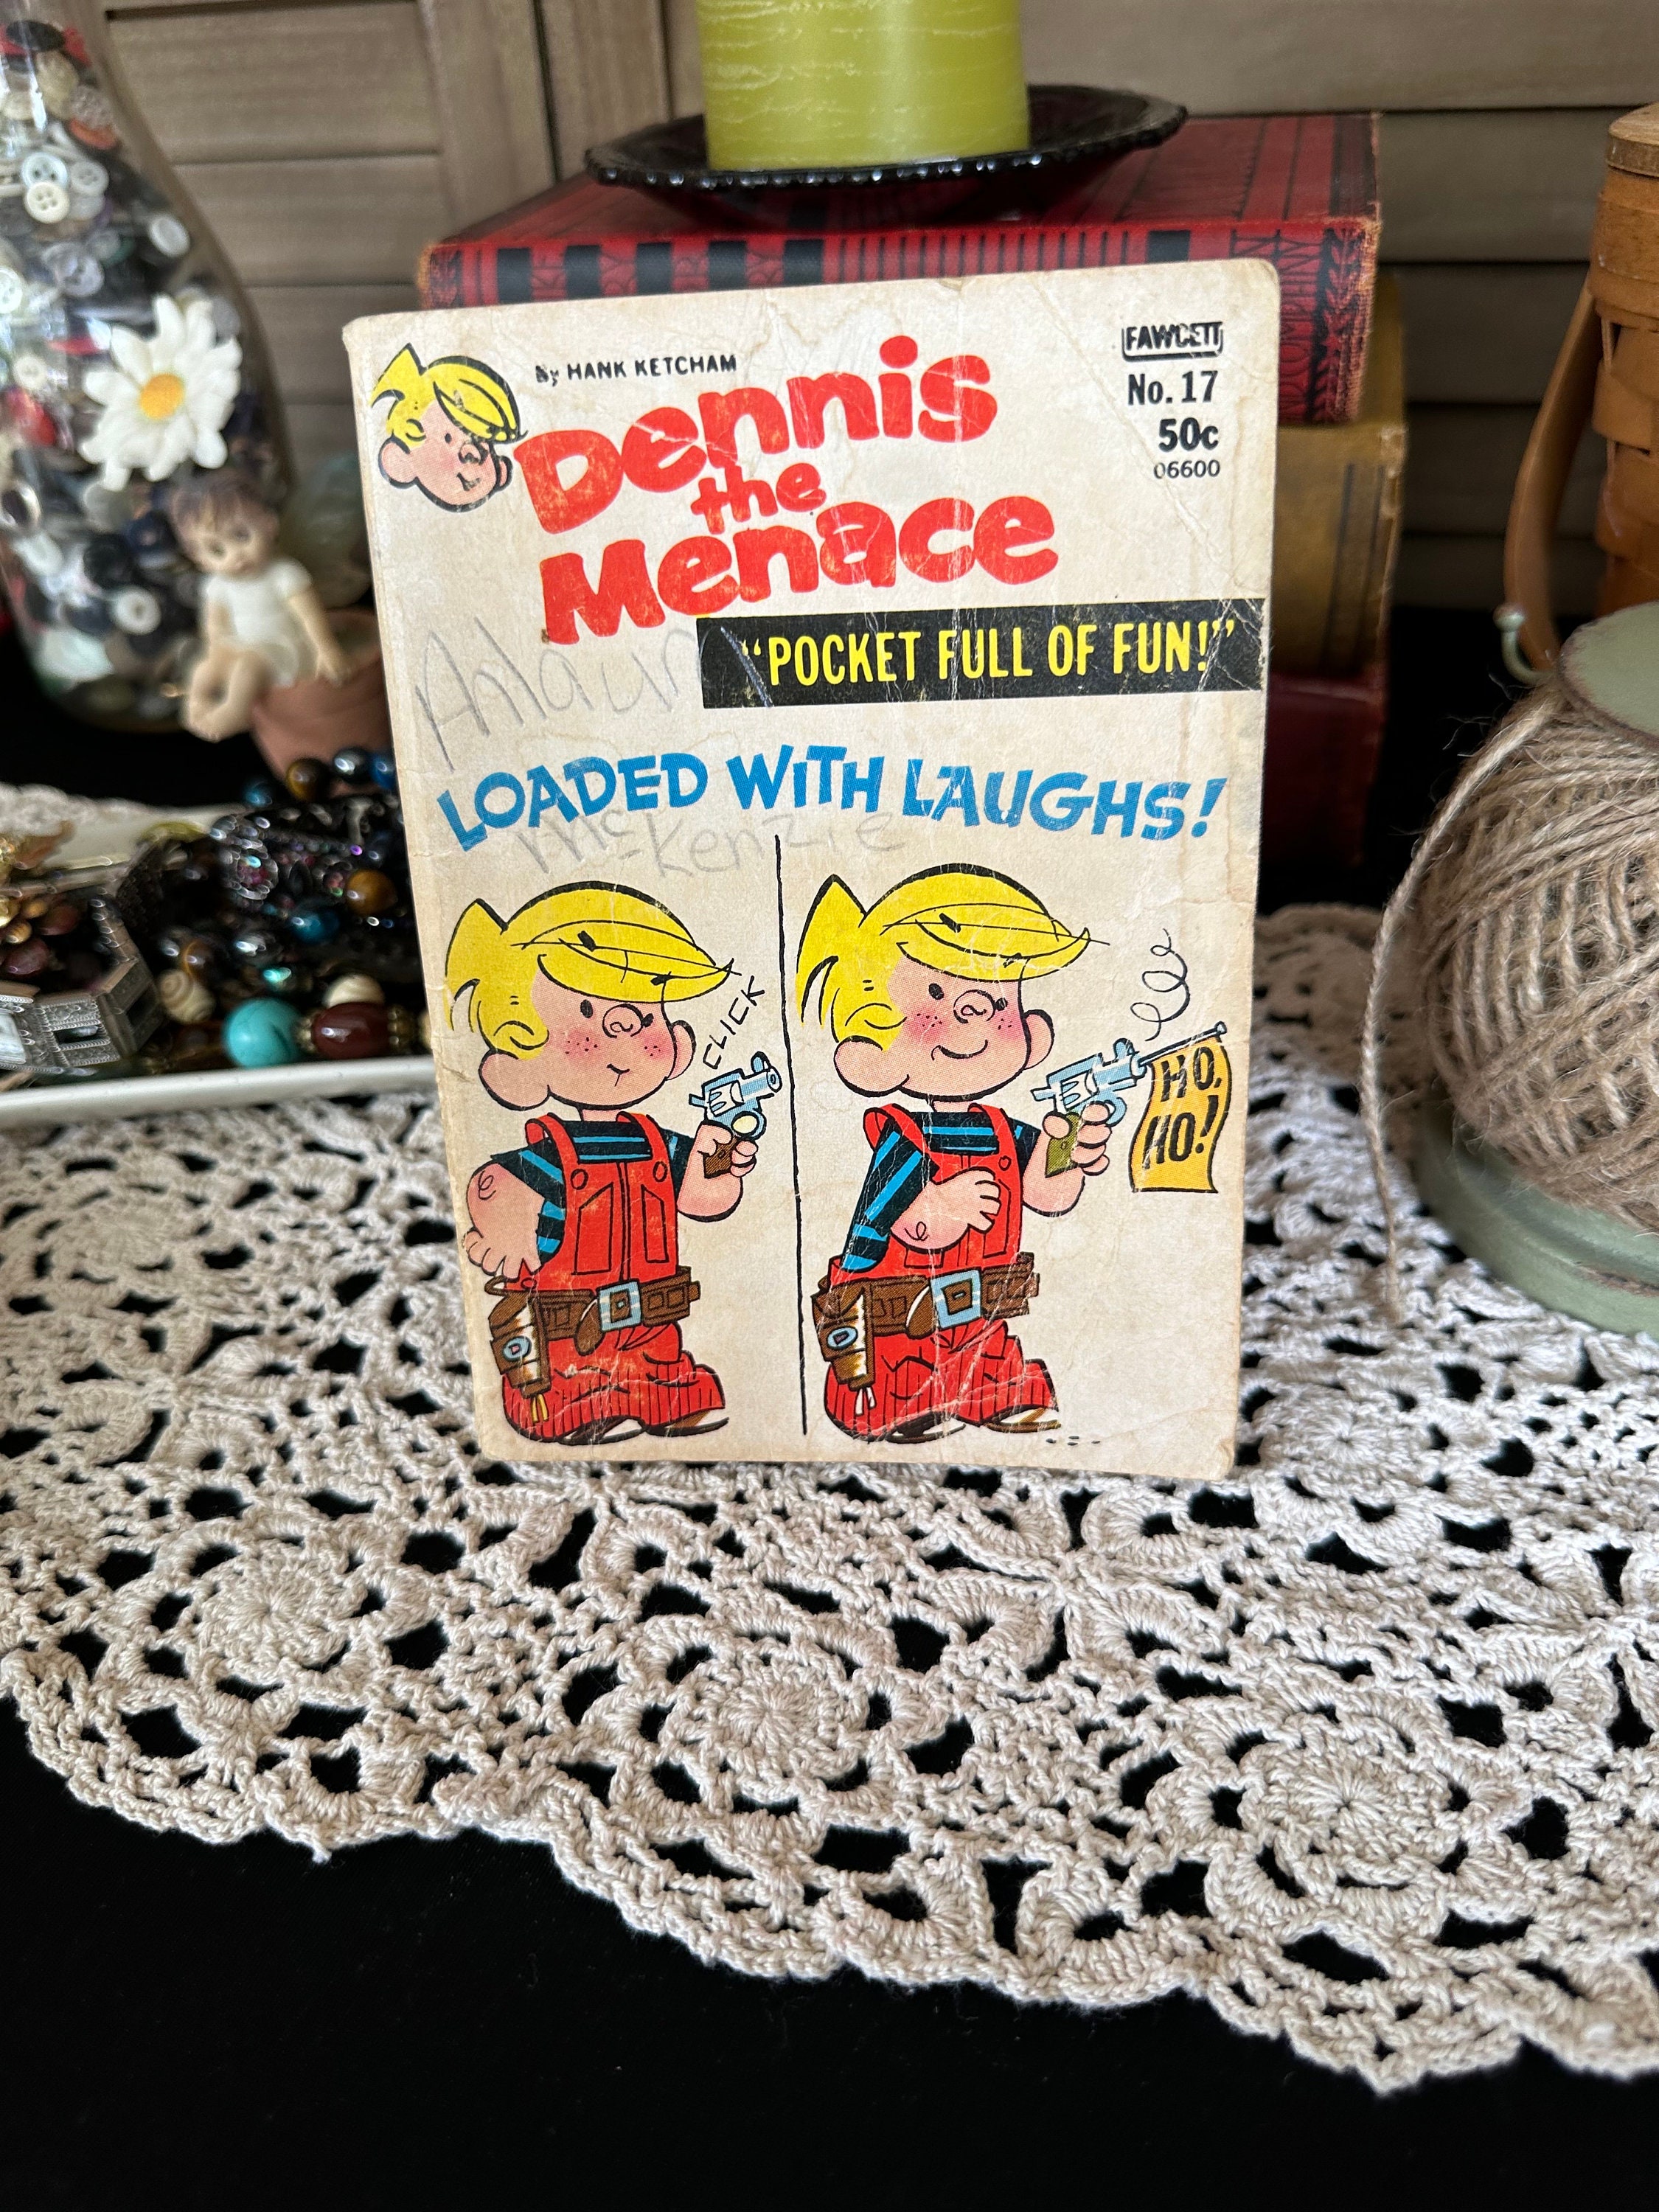 By HANK KETCHAM
Dennis
the
Menace
FAWCETT
No. 17
50c
06600
"POCKET FULL OF FUN!"
LOADED WITH LAUGHS!
McKenzie
CLICK
HO,
HO!
D
D